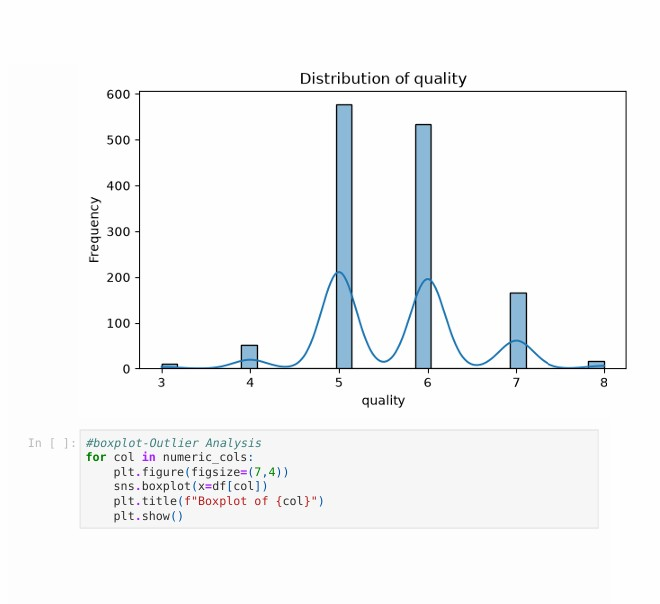 Distribution of quality
600
500
400
300
200
100
0
Frequency
3 4 5 6 7 8
quality
In [ ]: #boxplot-Outlier Analysis
for col in numeric_cols:
    plt.figure(figsize=(7,4))
    sns.boxplot(x=df[col])
    plt.title(f"Boxplot of {col}")
    plt.show()